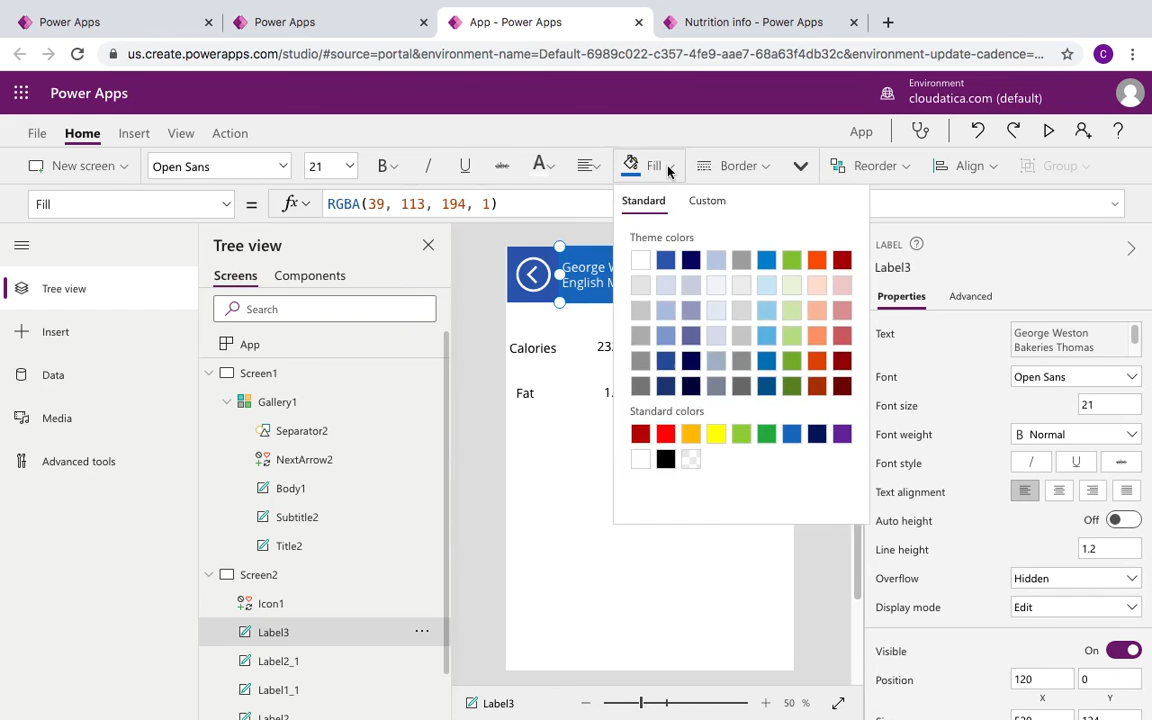 Power Apps
Power Apps
App - Power Apps
Nutrition info - Power Apps
us.create.powerapps.com/studio/#source=portal&environment-name=Default-6989c022-c357-4fe9-aae7-68a63f4db32c&environment-update-cadence=...
C
Power Apps
Environment
cloudatica.com (default)
File
Home
Insert
View
Action
App
New screen
Open Sans
21
B
/
U
abc
A
Fill
Border
Reorder
Align
Group
Fill
=
fx
RGBA(39, 113, 194, 1)
Standard
Custom
Theme colors
Standard colors
Tree view
Insert
Data
Media
Advanced tools
Tree view
Screens
Components
Search
App
Screen1
Gallery1
Separator2
NextArrow2
Body1
Subtitle2
Title2
Screen2
Icon1
Label3
...
Label2_1
Label1_1
Label2
George W
English M
Calories
23
Fat
1.
Label3
50 %
LABEL
Label3
Properties
Advanced
Text
George Weston
Bakeries Thomas
Font
Open Sans
Font size
21
Font weight
B Normal
Font style
/
U
abc
Text alignment
Auto height
Off
Line height
1.2
Overflow
Hidden
Display mode
Edit
Visible
On
Position
120
0
X
Y